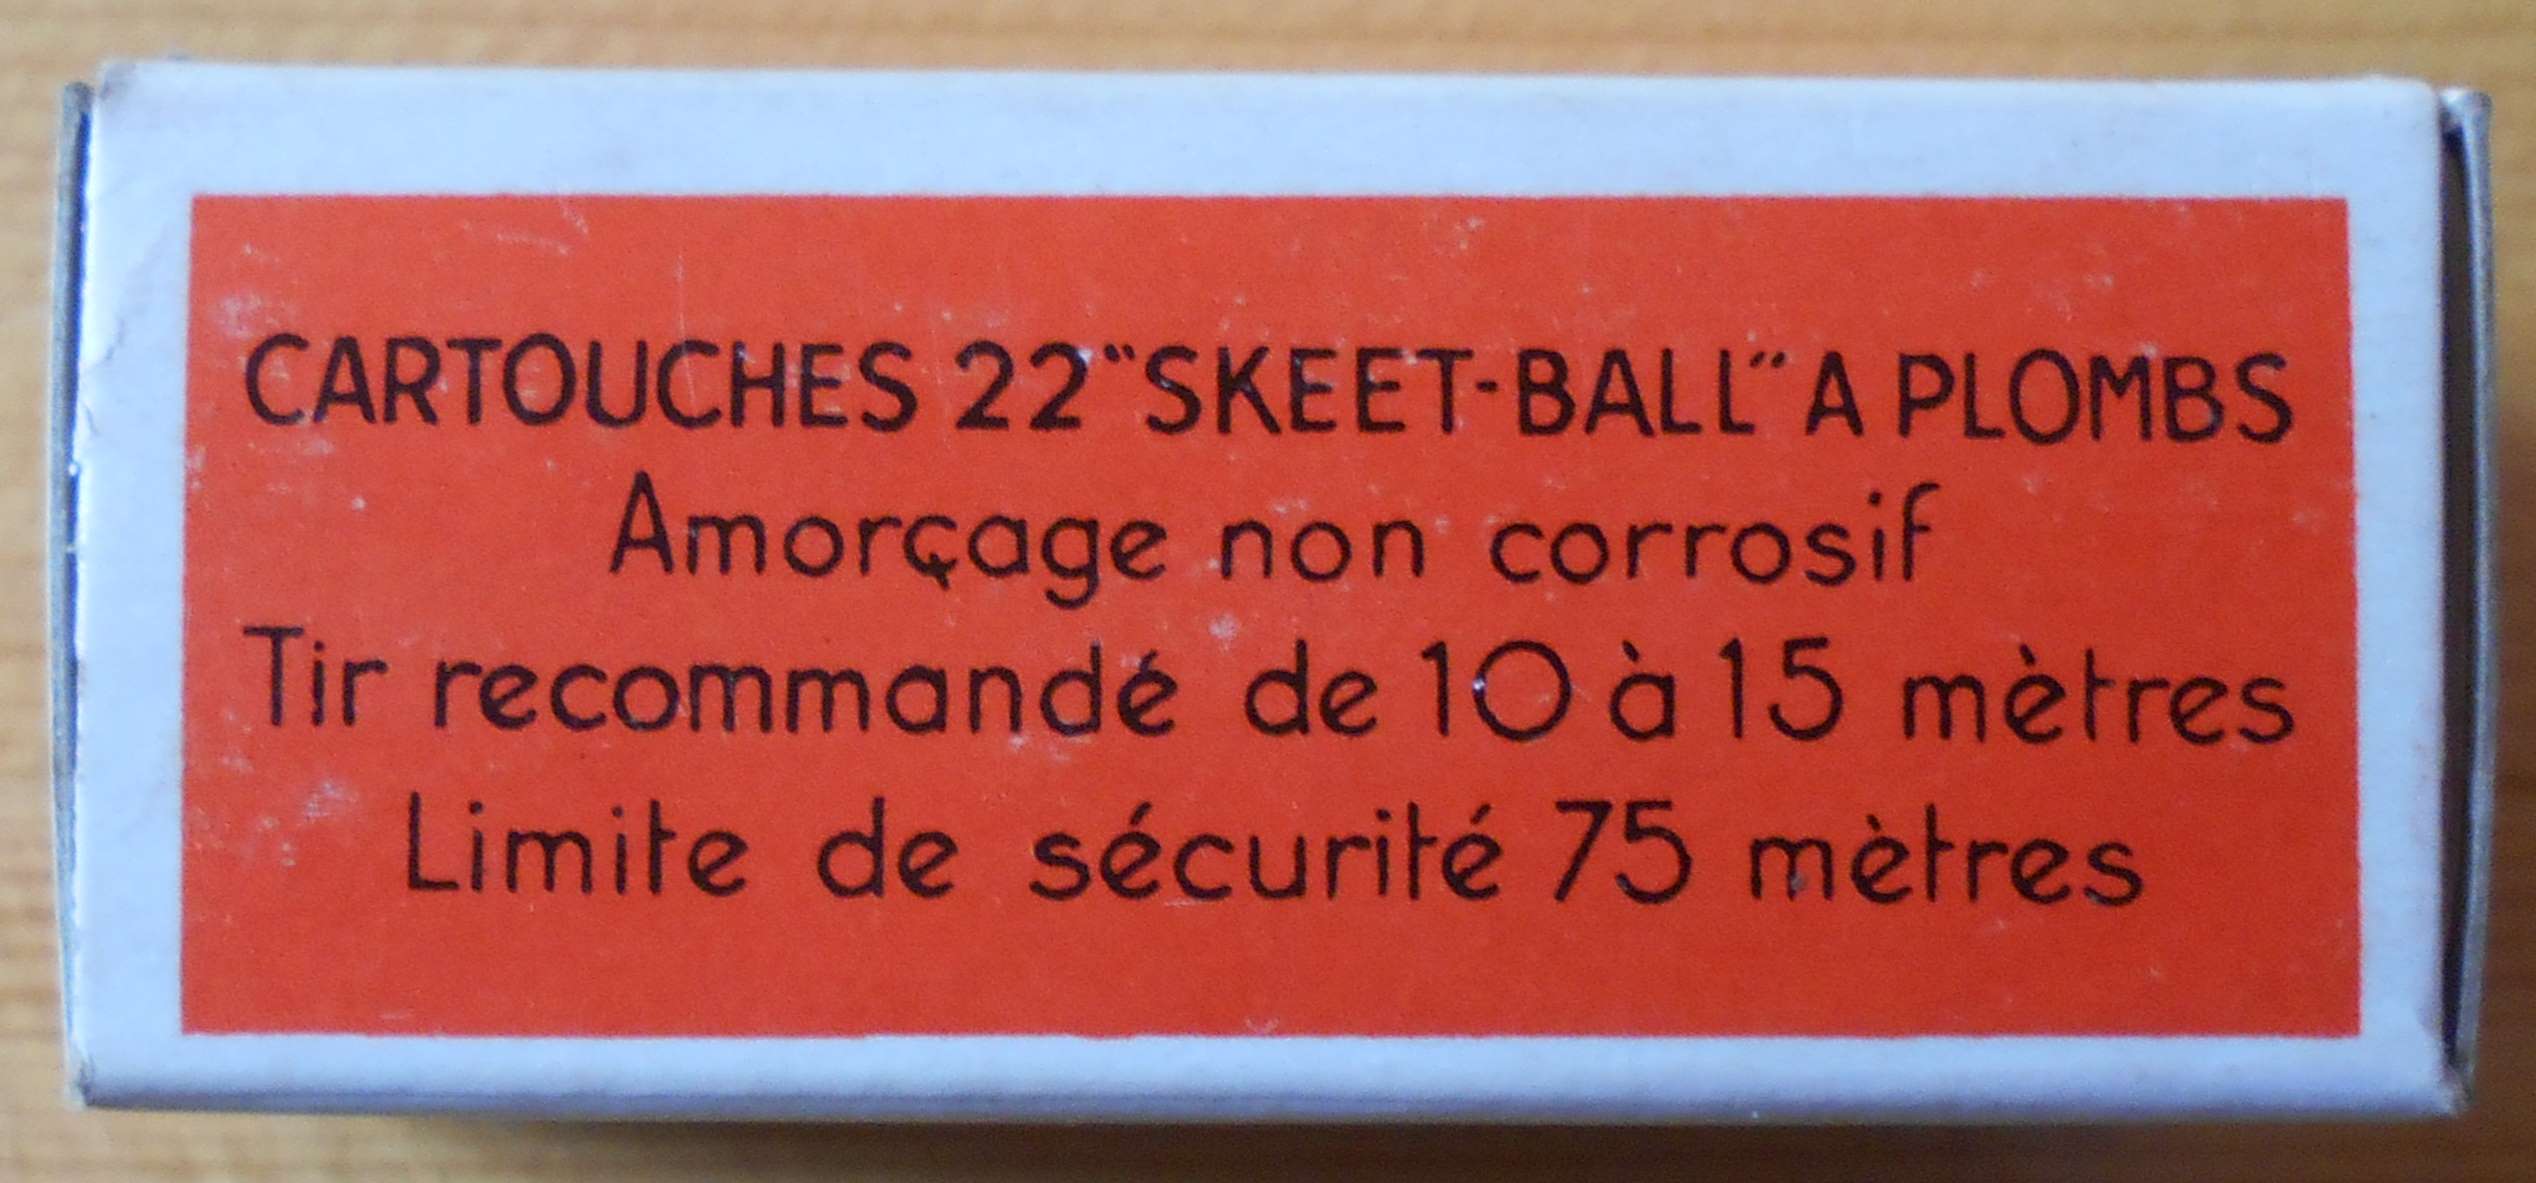 CARTOUCHES 22 "SKEET-BALL" A PLOMBS
Amorçage non corrosif
Tir recommandé de 10 à 15 mètres
Limite de sécurité 75 mètres